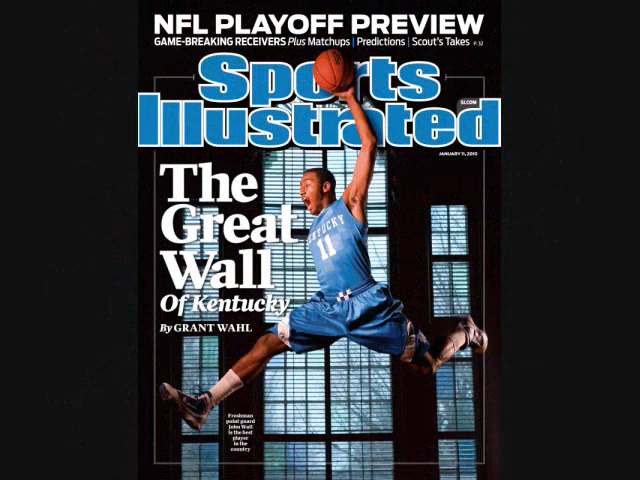 NFL PLAYOFF PREVIEW
GAME-BREAKING RECEIVERS Plus Matchups | Predictions | Scout's Takes P. 32
Sports
SI.COM
Illustrated
JANUARY 11, 2010
The
Great
Wall
Of Kentucky
By GRANT WAHL
KENTUCKY
11
Freshman
point guard
John Wall
is the best
player
in the
country